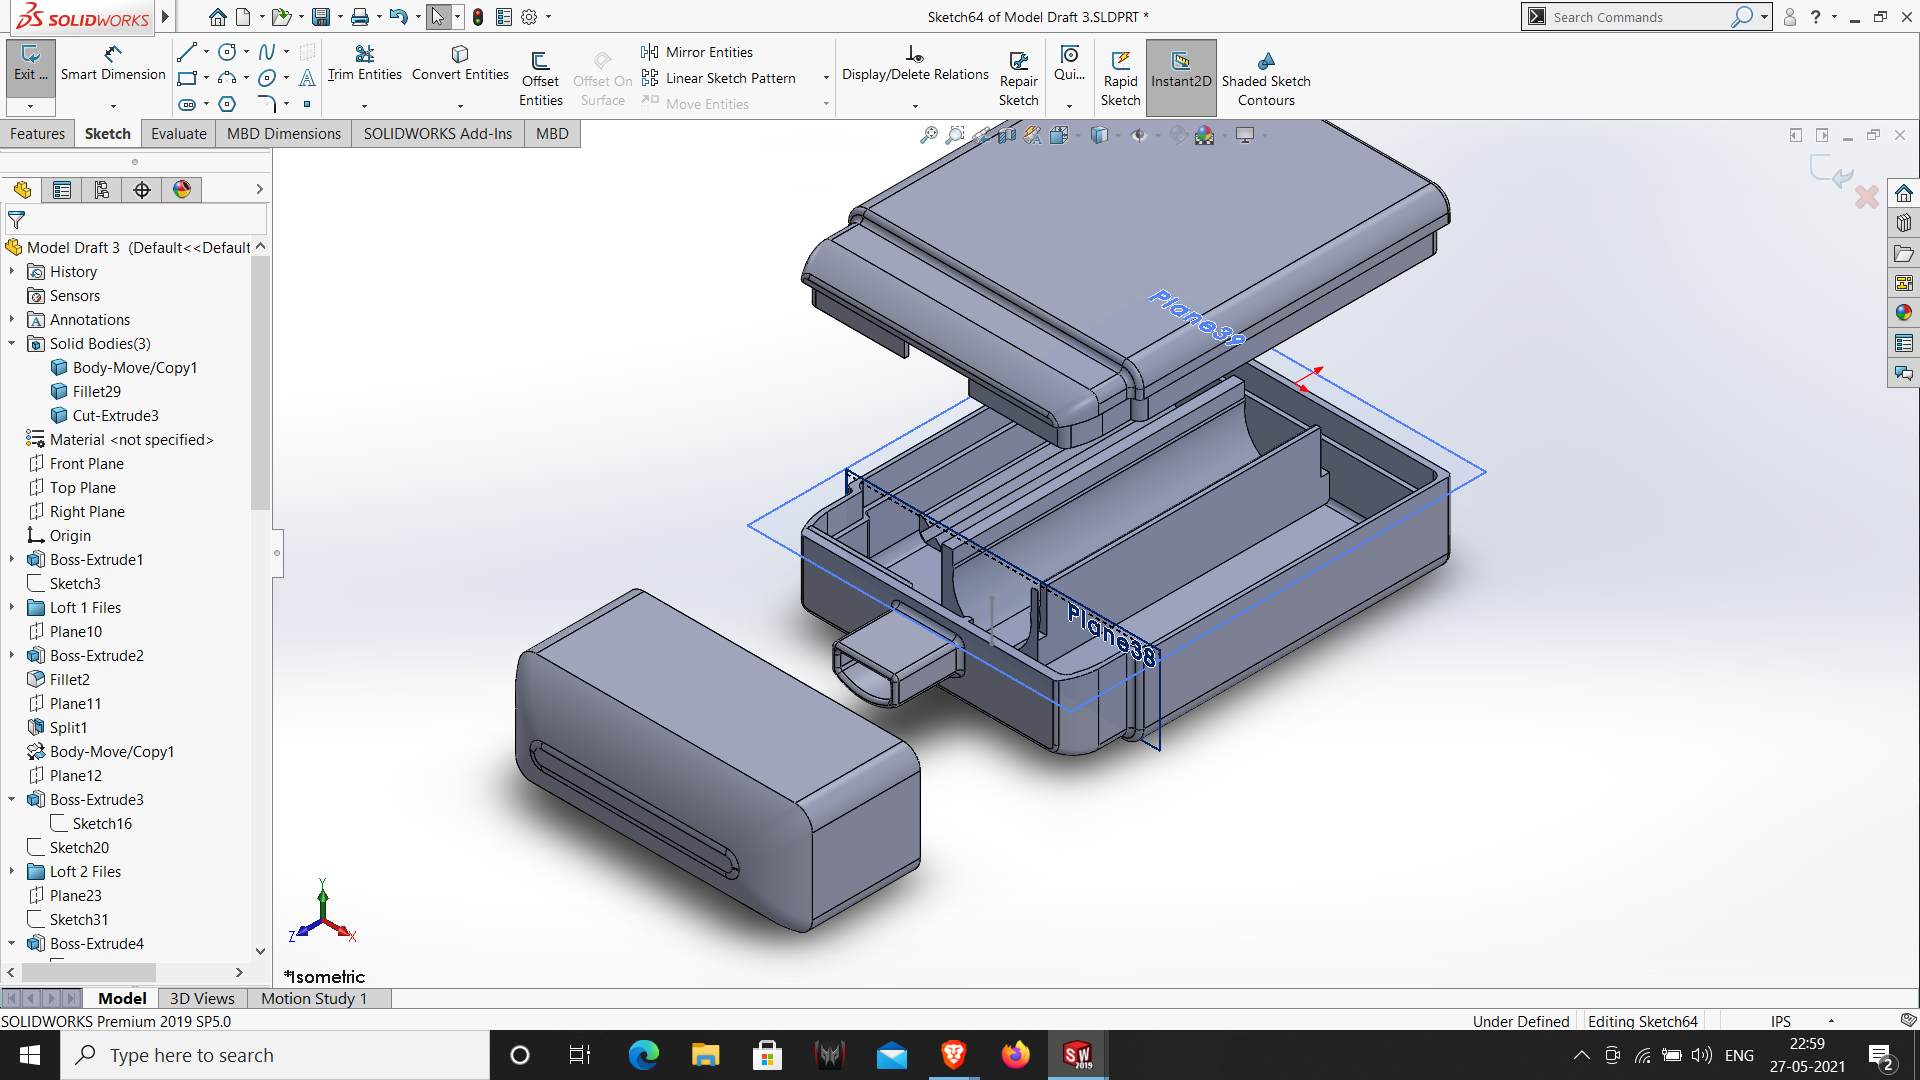 SOLIDWORKS
Sketch64 of Model Draft 3.SLDPRT *
Search Commands
?
Exit ...
Smart Dimension
Trim Entities
Convert Entities
Offset Entities
Offset On Surface
Mirror Entities
Linear Sketch Pattern
Move Entities
Display/Delete Relations
Repair Sketch
Qui...
Rapid Sketch
Instant2D
Shaded Sketch Contours
Features
Sketch
Evaluate
MBD Dimensions
SOLIDWORKS Add-Ins
MBD
Model Draft 3 (Default<<Default
History
Sensors
Annotations
Solid Bodies(3)
Body-Move/Copy1
Fillet29
Cut-Extrude3
Material <not specified>
Front Plane
Top Plane
Right Plane
Origin
Boss-Extrude1
Sketch3
Loft 1 Files
Plane10
Boss-Extrude2
Fillet2
Plane11
Split1
Body-Move/Copy1
Plane12
Boss-Extrude3
Sketch16
Sketch20
Loft 2 Files
Plane23
Sketch31
Boss-Extrude4
Plane39
Plane38
Y
Z
X
*Isometric
Model
3D Views
Motion Study 1
SOLIDWORKS Premium 2019 SP5.0
Under Defined
Editing Sketch64
IPS
Type here to search
SW
2019
ENG
22:59
27-05-2021
2